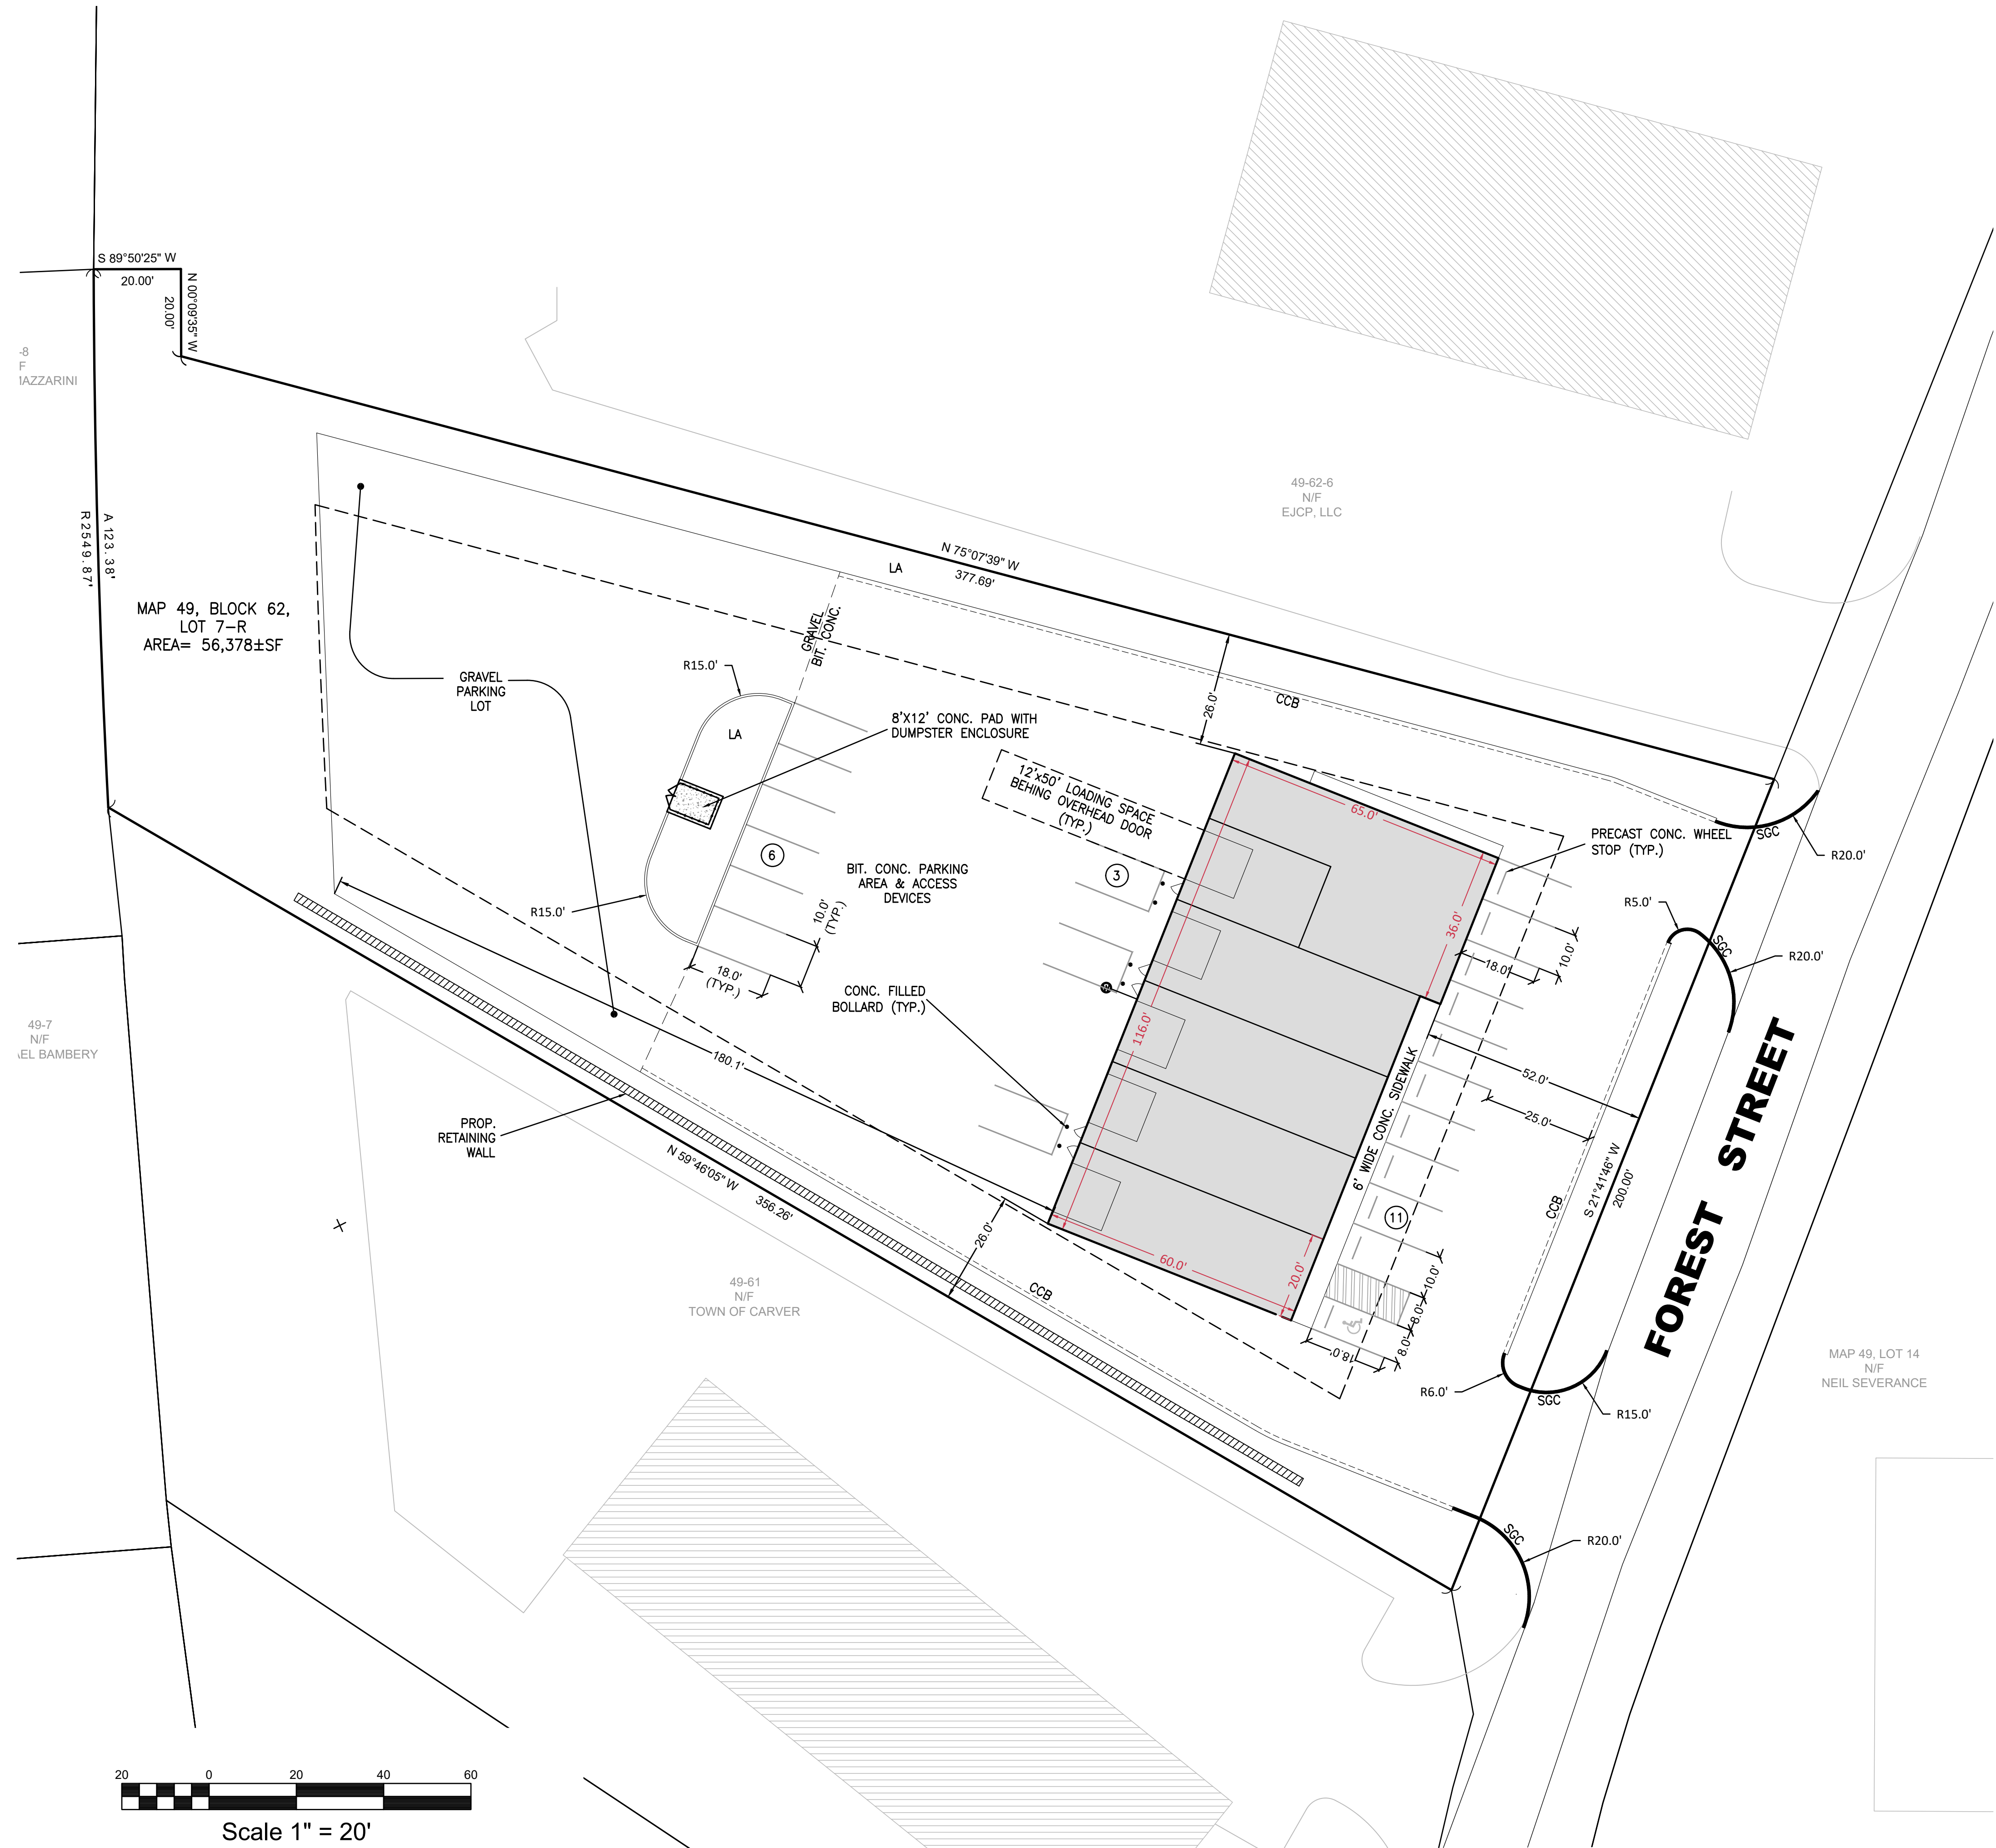 S 89°50'25" W
20.00'
N 00°09'35" W
20.00'
-8
F
49-62-6
N/F
EJCP, LLC
A 123.38'
R 2549.87'
N 75°07'39" W
377.69'
LA
MAP 49, BLOCK 62,
LOT 7-R
AREA= 56,378±SF
GRAVEL
BIT. CONC.
R15.0'
GRAVEL
PARKING
LOT
LA
8'X12' CONC. PAD WITH
DUMPSTER ENCLOSURE
26.0'
CCB
12'x50' LOADING SPACE
BEHING OVERHEAD DOOR
(TYP.)
65.0'
PRECAST CONC. WHEEL
STOP (TYP.)
SGC
R20.0'
6
3
BIT. CONC. PARKING
AREA & ACCESS
DEVICES
R15.0'
10.0'
(TYP.)
36.0'
R5.0'
SGC
R20.0'
10.0'
18.0'
18.0'
(TYP.)
CONC. FILLED
BOLLARD (TYP.)
116.0'
180.1'
49-7
N/F
EL BAMBERY
6' WIDE CONC. SIDEWALK
52.0'
25.0'
PROP.
RETAINING
WALL
N 59°46'05" W
356.26'
S 21°41'46" W
200.00'
CCB
FOREST STREET
11
26.0'
60.0'
20.0'
10.0'
8.0'
8.0'
18.0'
CCB
49-61
N/F
TOWN OF CARVER
R6.0'
SGC
R15.0'
MAP 49, LOT 14
N/F
NEIL SEVERANCE
SGC
R20.0'
20 0 20 40 60
Scale 1" = 20'